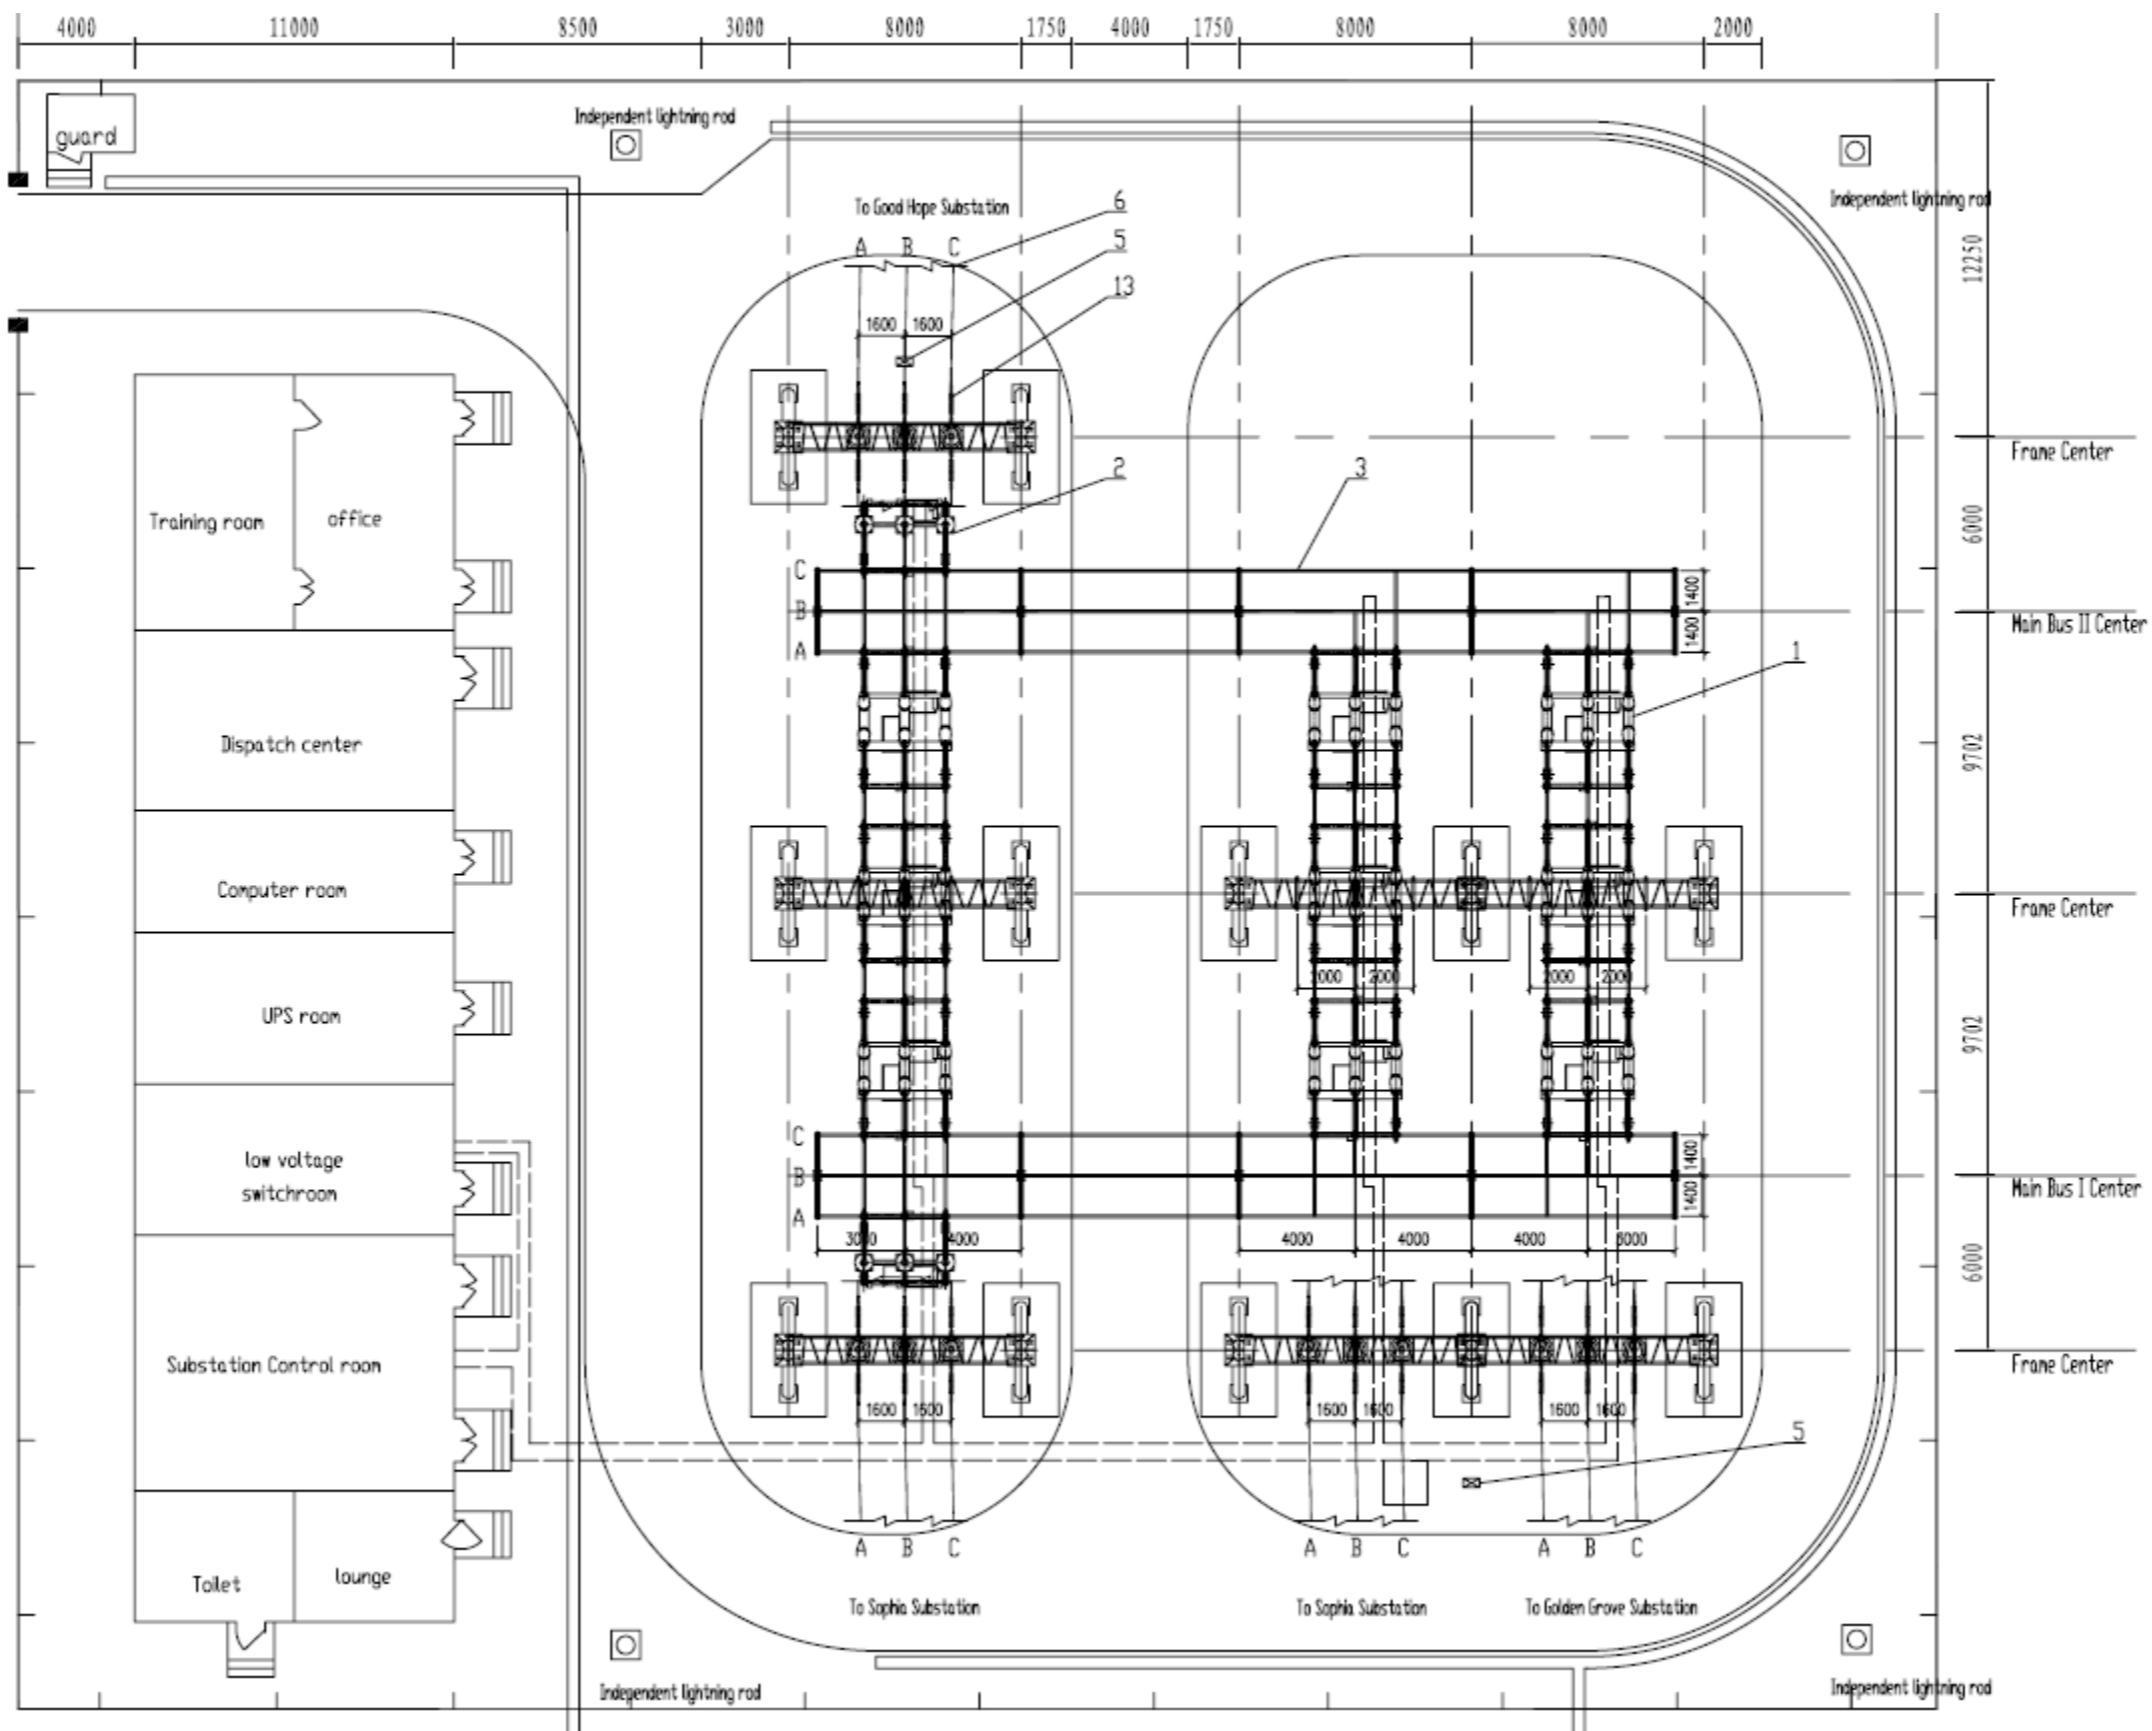 4000 11000 8500 3000 8000 1750 4000 1750 8000 8000 2000
guard
Independent lightning rod
Independent lightning rod
To Good Hope Substation
6
5
13
A B C
12250
1600 1600
Frame Center
2
3
Training room
office
6000
C
B
A
1400
1400
Main Bus II Center
1
Dispatch center
9702
Computer room
Frame Center
2000 2000 2000 2000
UPS room
9702
low voltage
switchroom
C
B
A
1400
1400
Main Bus I Center
4000 4000 4000 4000
6000
Substation Control room
Frame Center
1600 1600 1600 1600 1600 1600
5
A B C A B C A B C
Toilet
lounge
To Sophia Substation
To Sophia Substation
To Golden Grove Substation
Independent lightning rod
Independent lightning rod